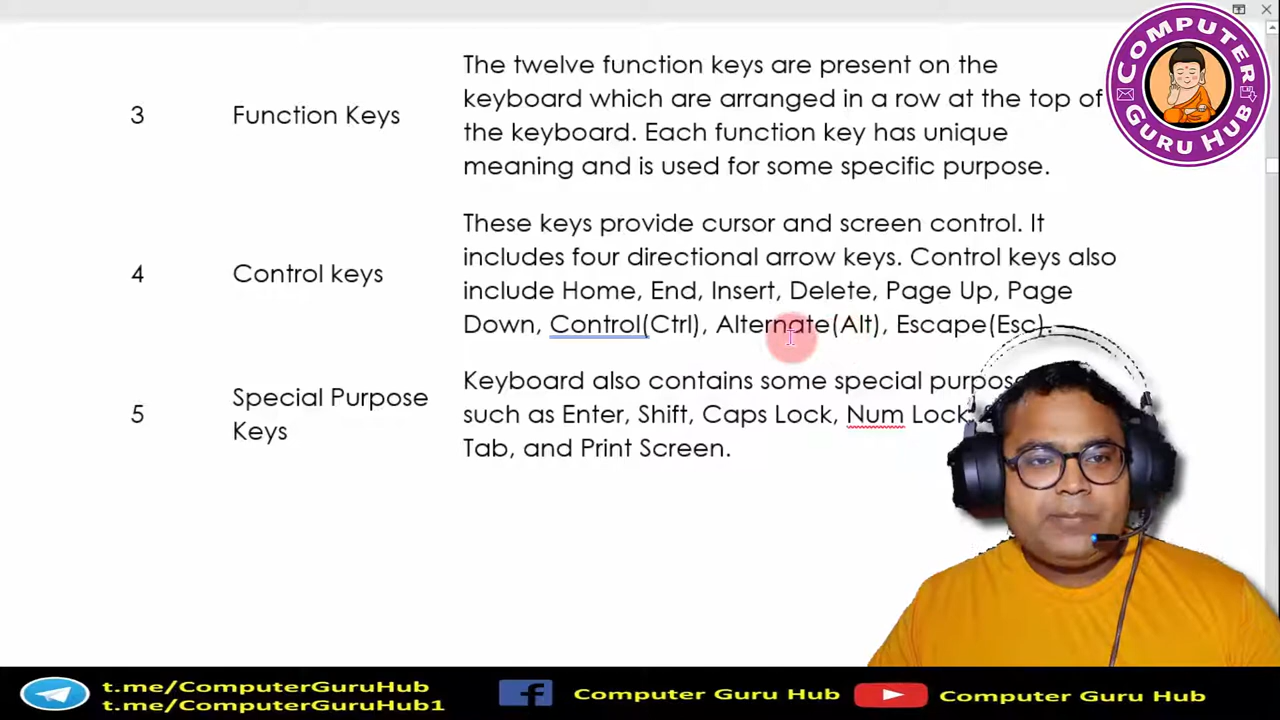 COMPUTER
GURU HUB
3
Function Keys
The twelve function keys are present on the
keyboard which are arranged in a row at the top of
the keyboard. Each function key has unique
meaning and is used for some specific purpose.
4
Control keys
These keys provide cursor and screen control. It
includes four directional arrow keys. Control keys also
include Home, End, Insert, Delete, Page Up, Page
Down, Control(Ctrl), Alternate(Alt), Escape(Esc).
5
Special Purpose
Keys
Keyboard also contains some special purpose
such as Enter, Shift, Caps Lock, Num Lock,
Tab, and Print Screen.
t.me/ComputerGuruHub
t.me/ComputerGuruHub1
Computer Guru Hub
Computer Guru Hub